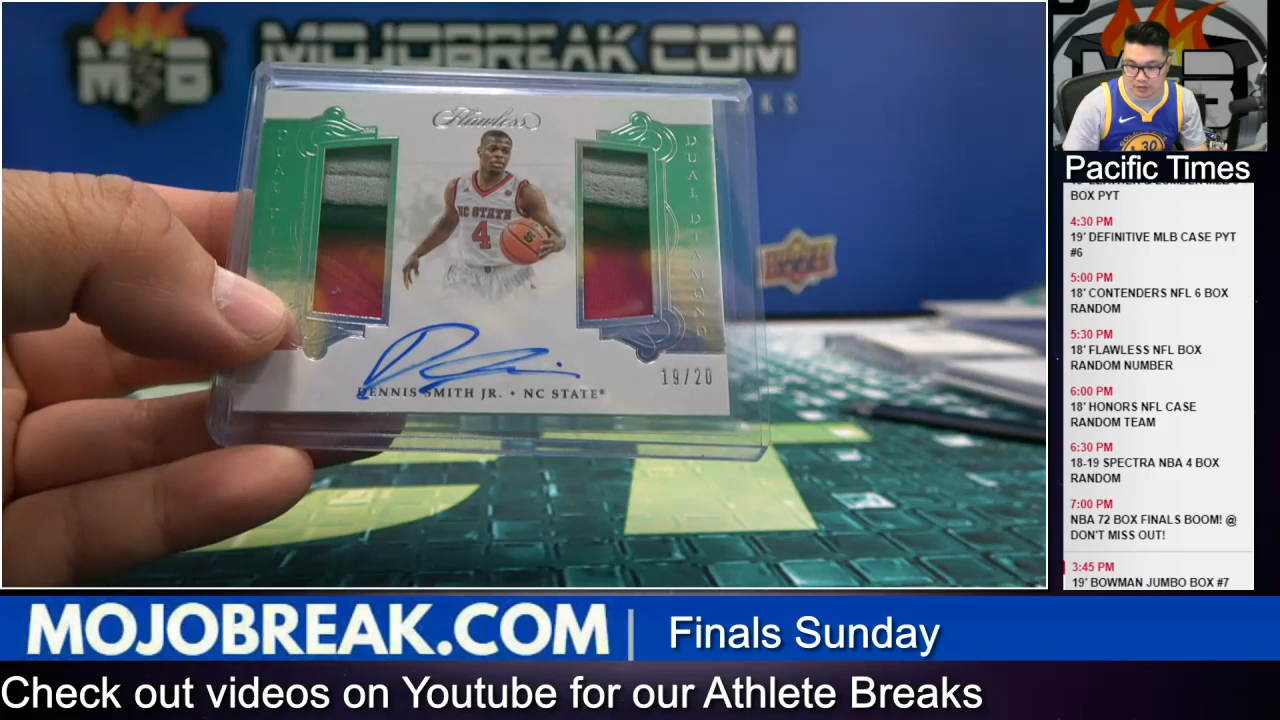 MOJOBREAK.COM
Flawless
DUAL DIAMOND
NC STATE
4
19/20
DENNIS SMITH JR. • NC STATE
30
Pacific Times
BOX PYT
4:30 PM
19' DEFINITIVE MLB CASE PYT
#6
5:00 PM
18' CONTENDERS NFL 6 BOX
RANDOM
5:30 PM
18' FLAWLESS NFL BOX
RANDOM NUMBER
6:00 PM
18' HONORS NFL CASE
RANDOM TEAM
6:30 PM
18-19 SPECTRA NBA 4 BOX
RANDOM
7:00 PM
NBA 72 BOX FINALS BOOM! @
DON'T MISS OUT!
3:45 PM
19' BOWMAN JUMBO BOX #7
MOJOBREAK.COM | Finals Sunday
Check out videos on Youtube for our Athlete Breaks